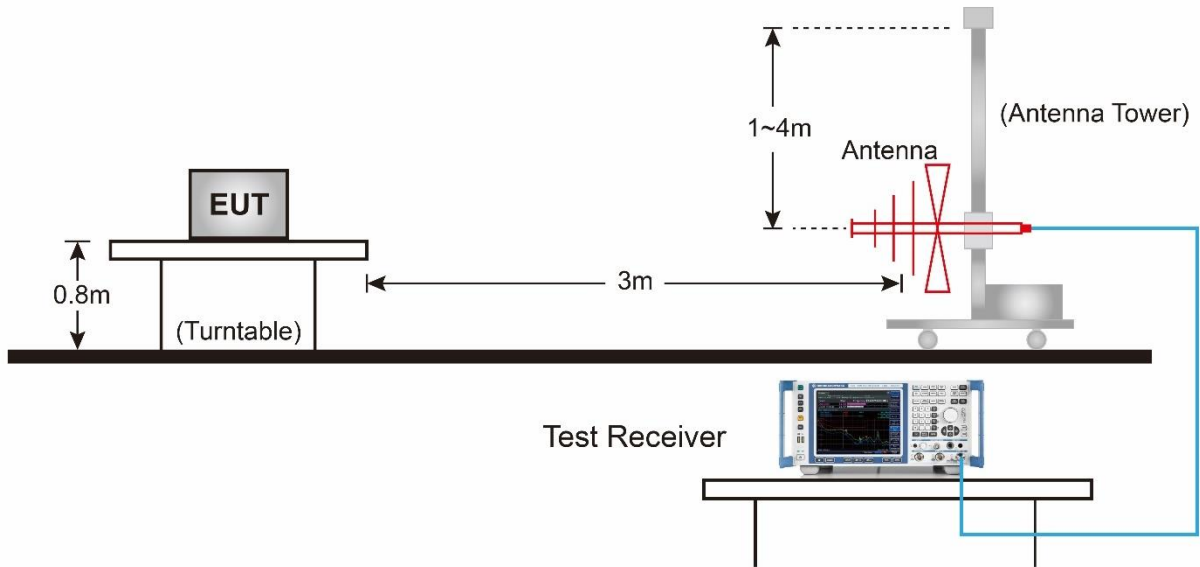 1~4m
(Antenna Tower)
Antenna
EUT
0.8m
3m
(Turntable)
Test Receiver